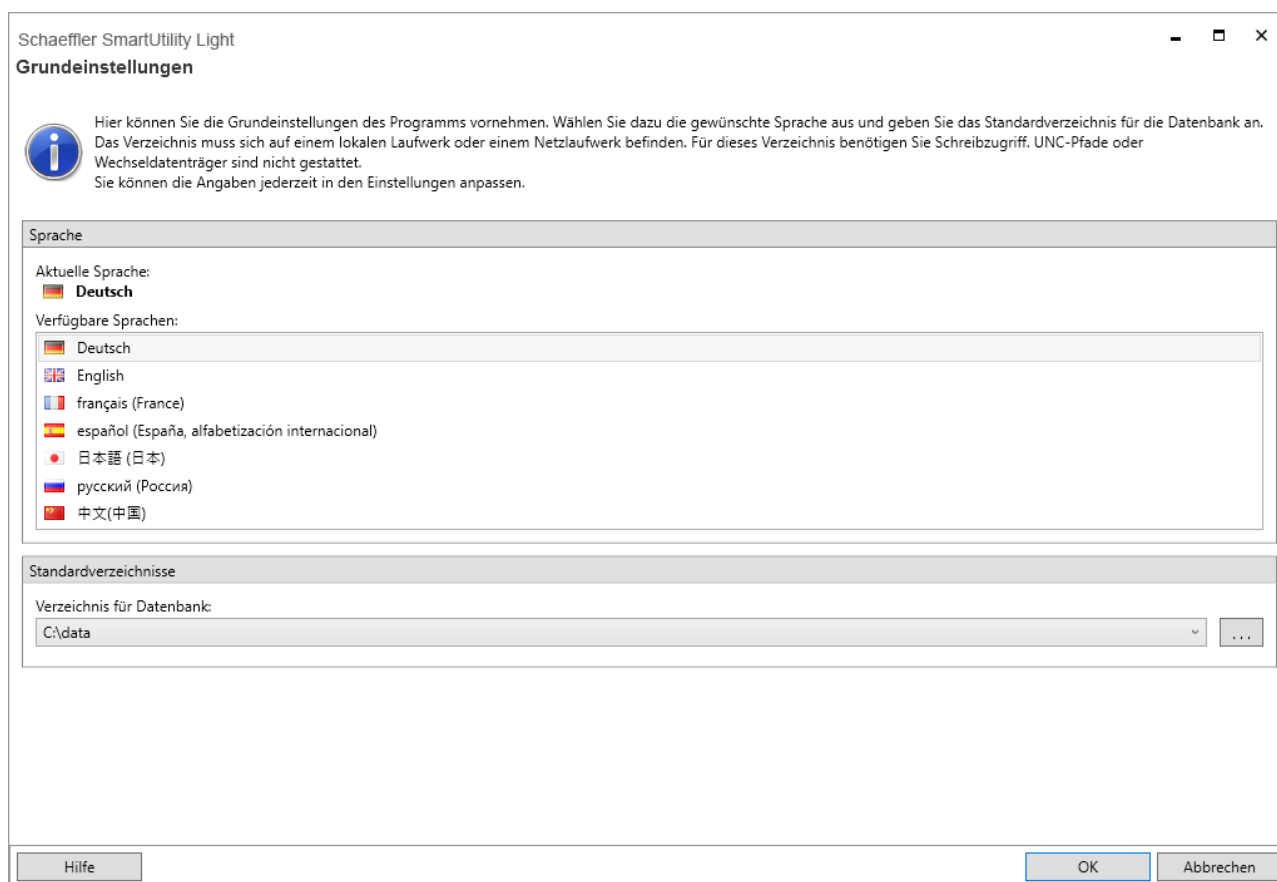 Schaeffler SmartUtility Light
Grundeinstellungen
Hier können Sie die Grundeinstellungen des Programms vornehmen. Wählen Sie dazu die gewünschte Sprache aus und geben Sie das Standardverzeichnis für die Datenbank an.
Das Verzeichnis muss sich auf einem lokalen Laufwerk oder einem Netzlaufwerk befinden. Für dieses Verzeichnis benötigen Sie Schreibzugriff. UNC-Pfade oder
Wechseldatenträger sind nicht gestattet.
Sie können die Angaben jederzeit in den Einstellungen anpassen.
Sprache
Aktuelle Sprache:
Deutsch
Verfügbare Sprachen:
Deutsch
English
français (France)
español (España, alfabetización internacional)
日本語 (日本)
русский (Россия)
中文(中国)
Standardverzeichnisse
Verzeichnis für Datenbank:
C:\data
...
Hilfe
OK
Abbrechen